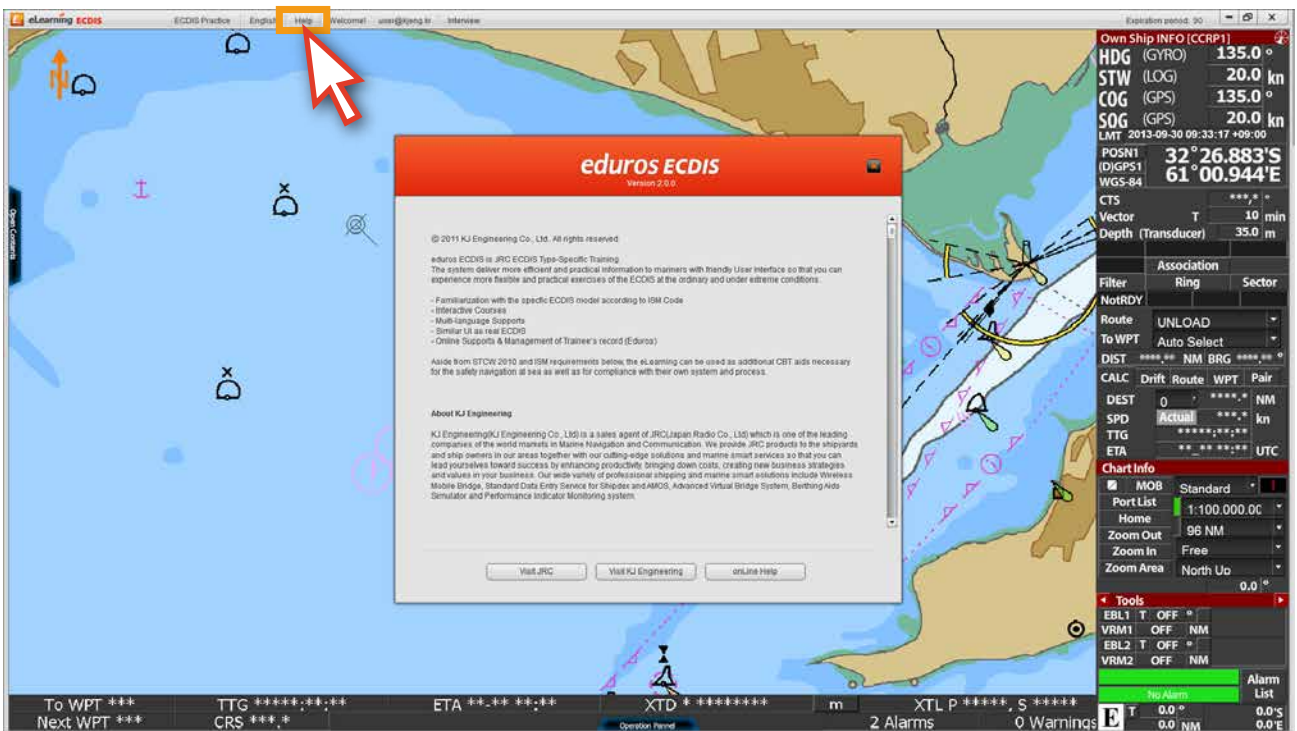 eLearning ECDIS ECDIS Practice English Help Welcome! user@kjeng.kr Interview Expiration period: 90
Own Ship INFO [CCRP1]
HDG (GYRO) 135.0 °
STW (LOG) 20.0 kn
COG (GPS) 135.0 °
SOG (GPS) 20.0 kn
LMT 2013-09-30 09:33:17 +09:00
POSN1 32°26.883'S
(D)GPS1 61°00.944'E
WGS-84
CTS ***.* °
Vector T 10 min
Depth (Transducer) 35.0 m
Association
Filter Ring Sector
NotRDY
Route UNLOAD
To WPT Auto Select
DIST ****.** NM BRG ****.** °
CALC Drift Route WPT Pair
DEST 0 ****.* NM
SPD Actual ***.* kn
TTG *****:**:**
ETA **_** **:** UTC
Chart Info
MOB Standard !
Port List 1:100.000.0C
Home 96 NM
Zoom Out
Zoom In Free
Zoom Area North Up
0.0 °
Tools
EBL1 T OFF °
VRM1 OFF NM
EBL2 T OFF °
VRM2 OFF NM
Alarm
No Alarm List
E T 0.0 ° 0.0'S
0.0 NM 0.0'E
N
Open Contents
eduros ECDIS
Version 2.0.0
© 2011 KJ Engineering Co., Ltd. All rights reserved.
eduros ECDIS is JRC ECDIS Type-Specific Training.
The system deliver more efficient and practical information to mariners with friendly User Interface so that you can
experience more flexible and practical exercises of the ECDIS at the ordinary and under extreme conditions.
- Familiarization with the specific ECDIS model according to ISM Code
- Interactive Courses
- Multi-language Supports
- Similar UI as real ECDIS
- Online Supports & Management of Trainee's record (Eduros)
Aside from STCW 2010 and ISM requirements below, the eLearning can be used as additional CBT aids necessary
for the safety navigation at sea as well as for compliance with their own system and process.
About KJ Engineering
KJ Engineering(KJ Engineering Co., Ltd) is a sales agent of JRC(Japan Radio Co., Ltd) which is one of the leading
companies of the world markets in Marine Navigation and Communication. We provide JRC products to the shipyards
and ship owners in our areas together with our cutting-edge solutions and marine smart services so that you can
lead yourselves toward success by enhancing productivity, bringing down costs, creating new business strategies
and values in your business. Our wide variety of professional shipping and marine smart solutions include Wireless
Mobile Bridge, Standard Data Entry Service for Shipdex and AMOS, Advanced Virtual Bridge System, Berthing Aids
Simulator and Performance Indicator Monitoring system.
Visit JRC Visit KJ Engineering onLine Help
To WPT *** TTG *****:**:** ETA **-** **:** XTD * ******** m XTL P *****, S *****
Next WPT *** CRS ***.* Operation Pannel 2 Alarms 0 Warnings